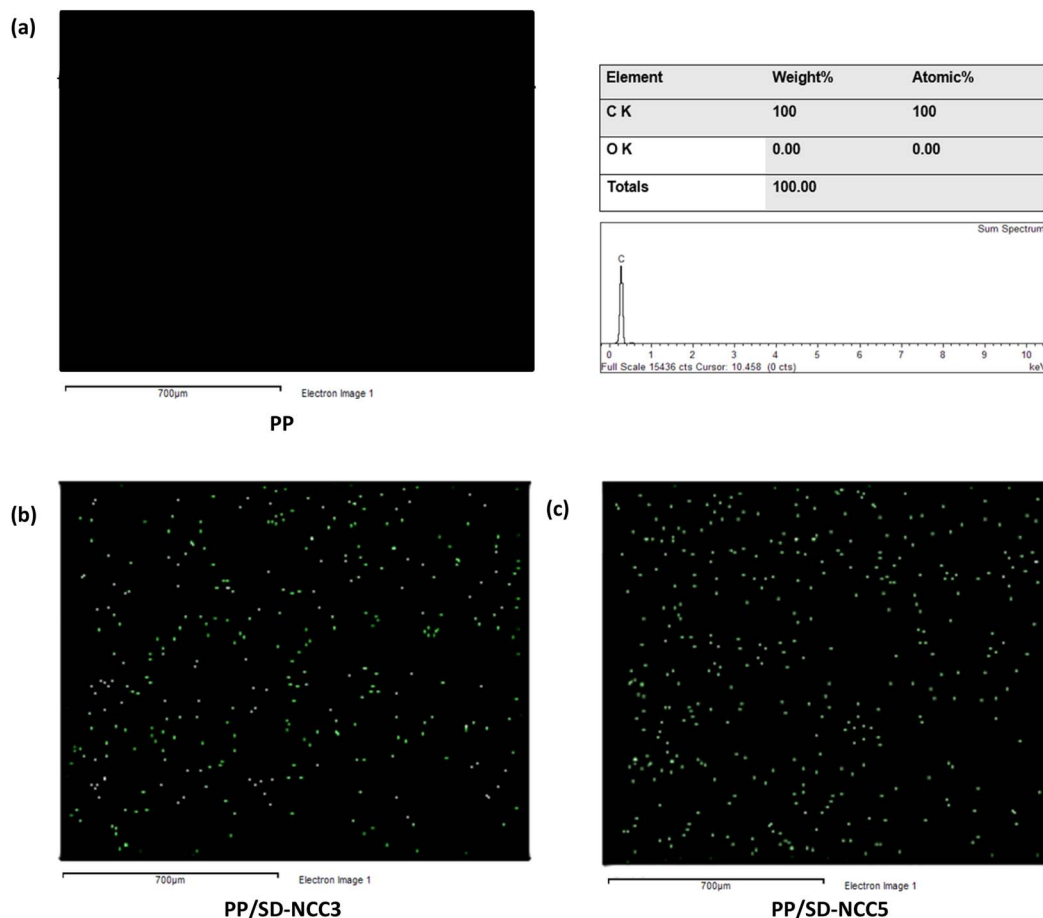 (a)
700µm Electron Image 1
PP
Element Weight% Atomic%
C K 100 100
O K 0.00 0.00
Totals 100.00
Sum Spectrum
C
0 1 2 3 4 5 6 7 8 9 10
Full Scale 15436 cts Cursor: 10.458 (0 cts) keV
(b)
700µm Electron Image 1
PP/SD-NCC3
(c)
700µm Electron Image 1
PP/SD-NCC5